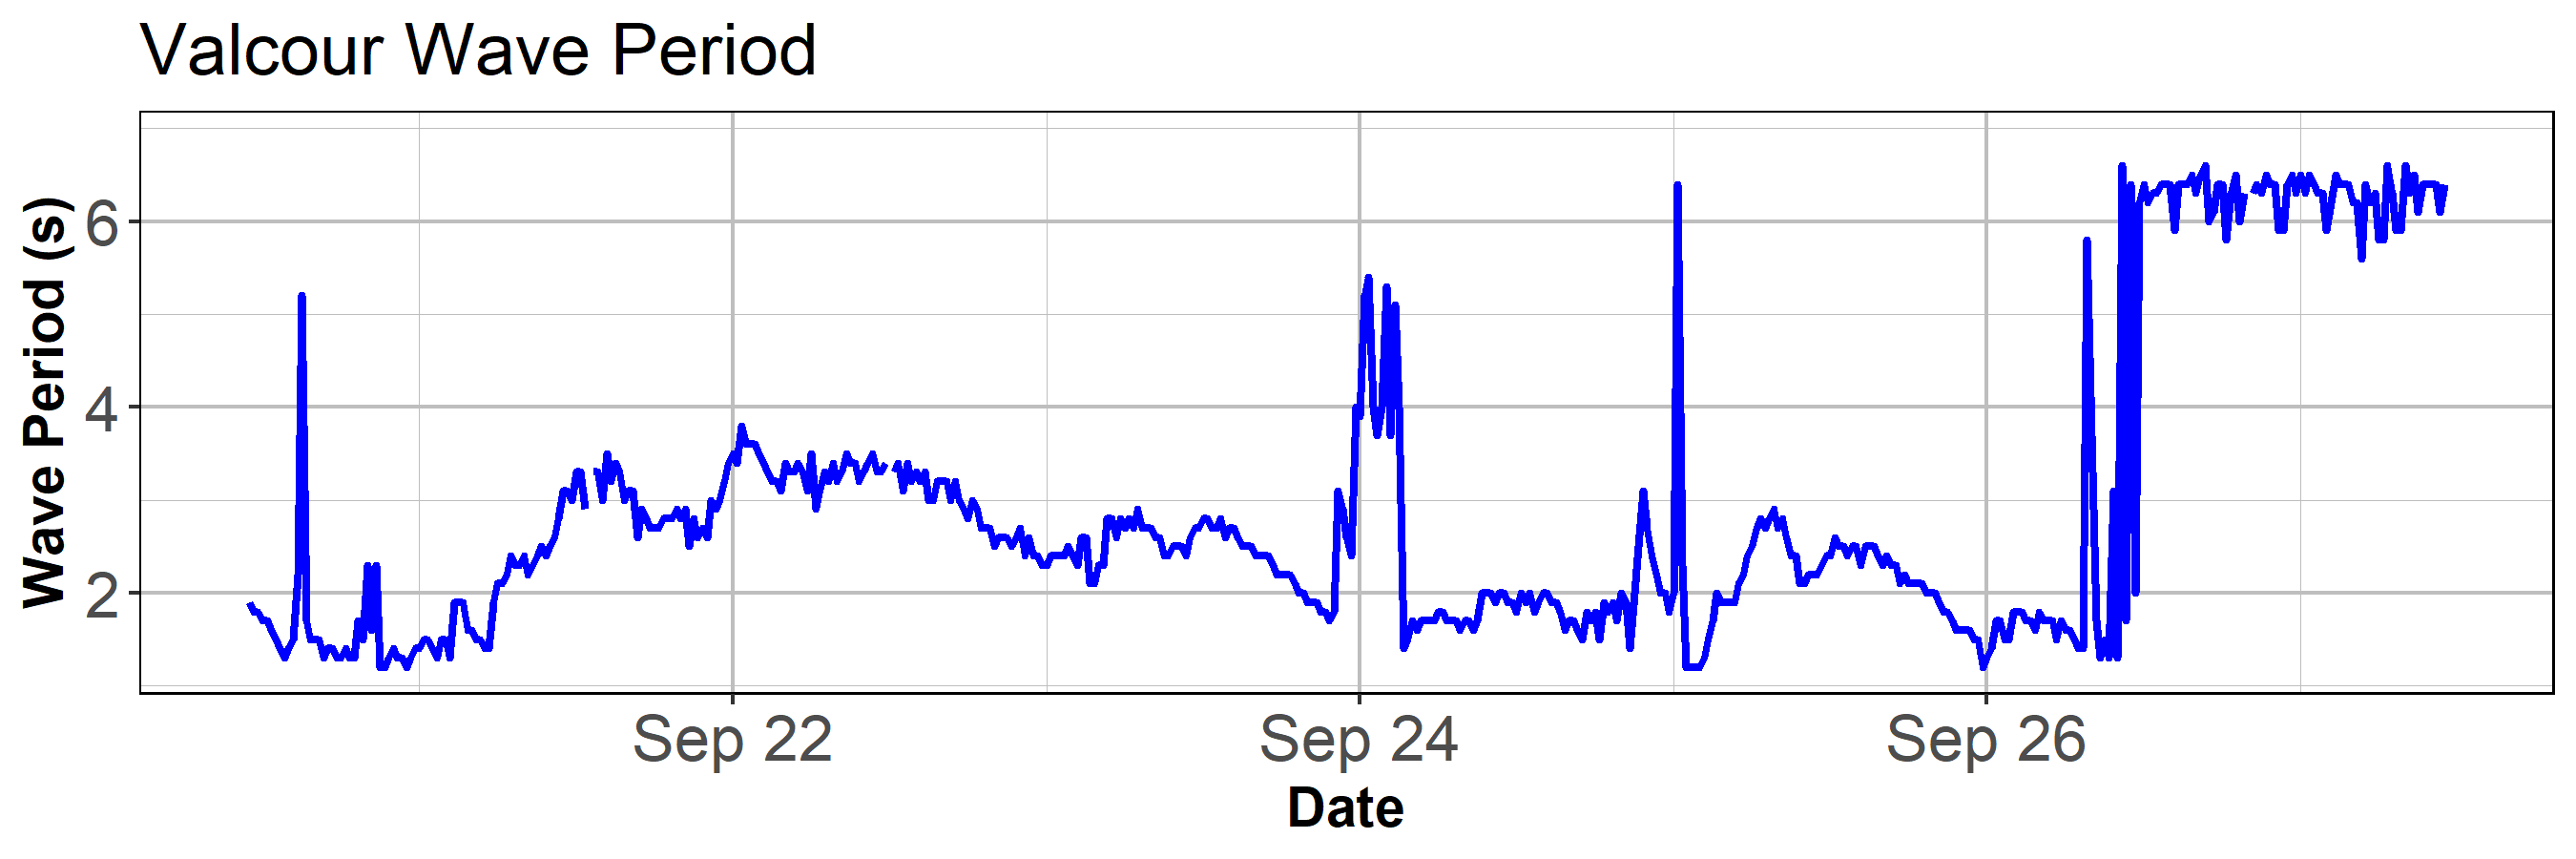 Valcour Wave Period
Wave Period (s)
6
4
2
Sep 22
Sep 24
Sep 26
Date